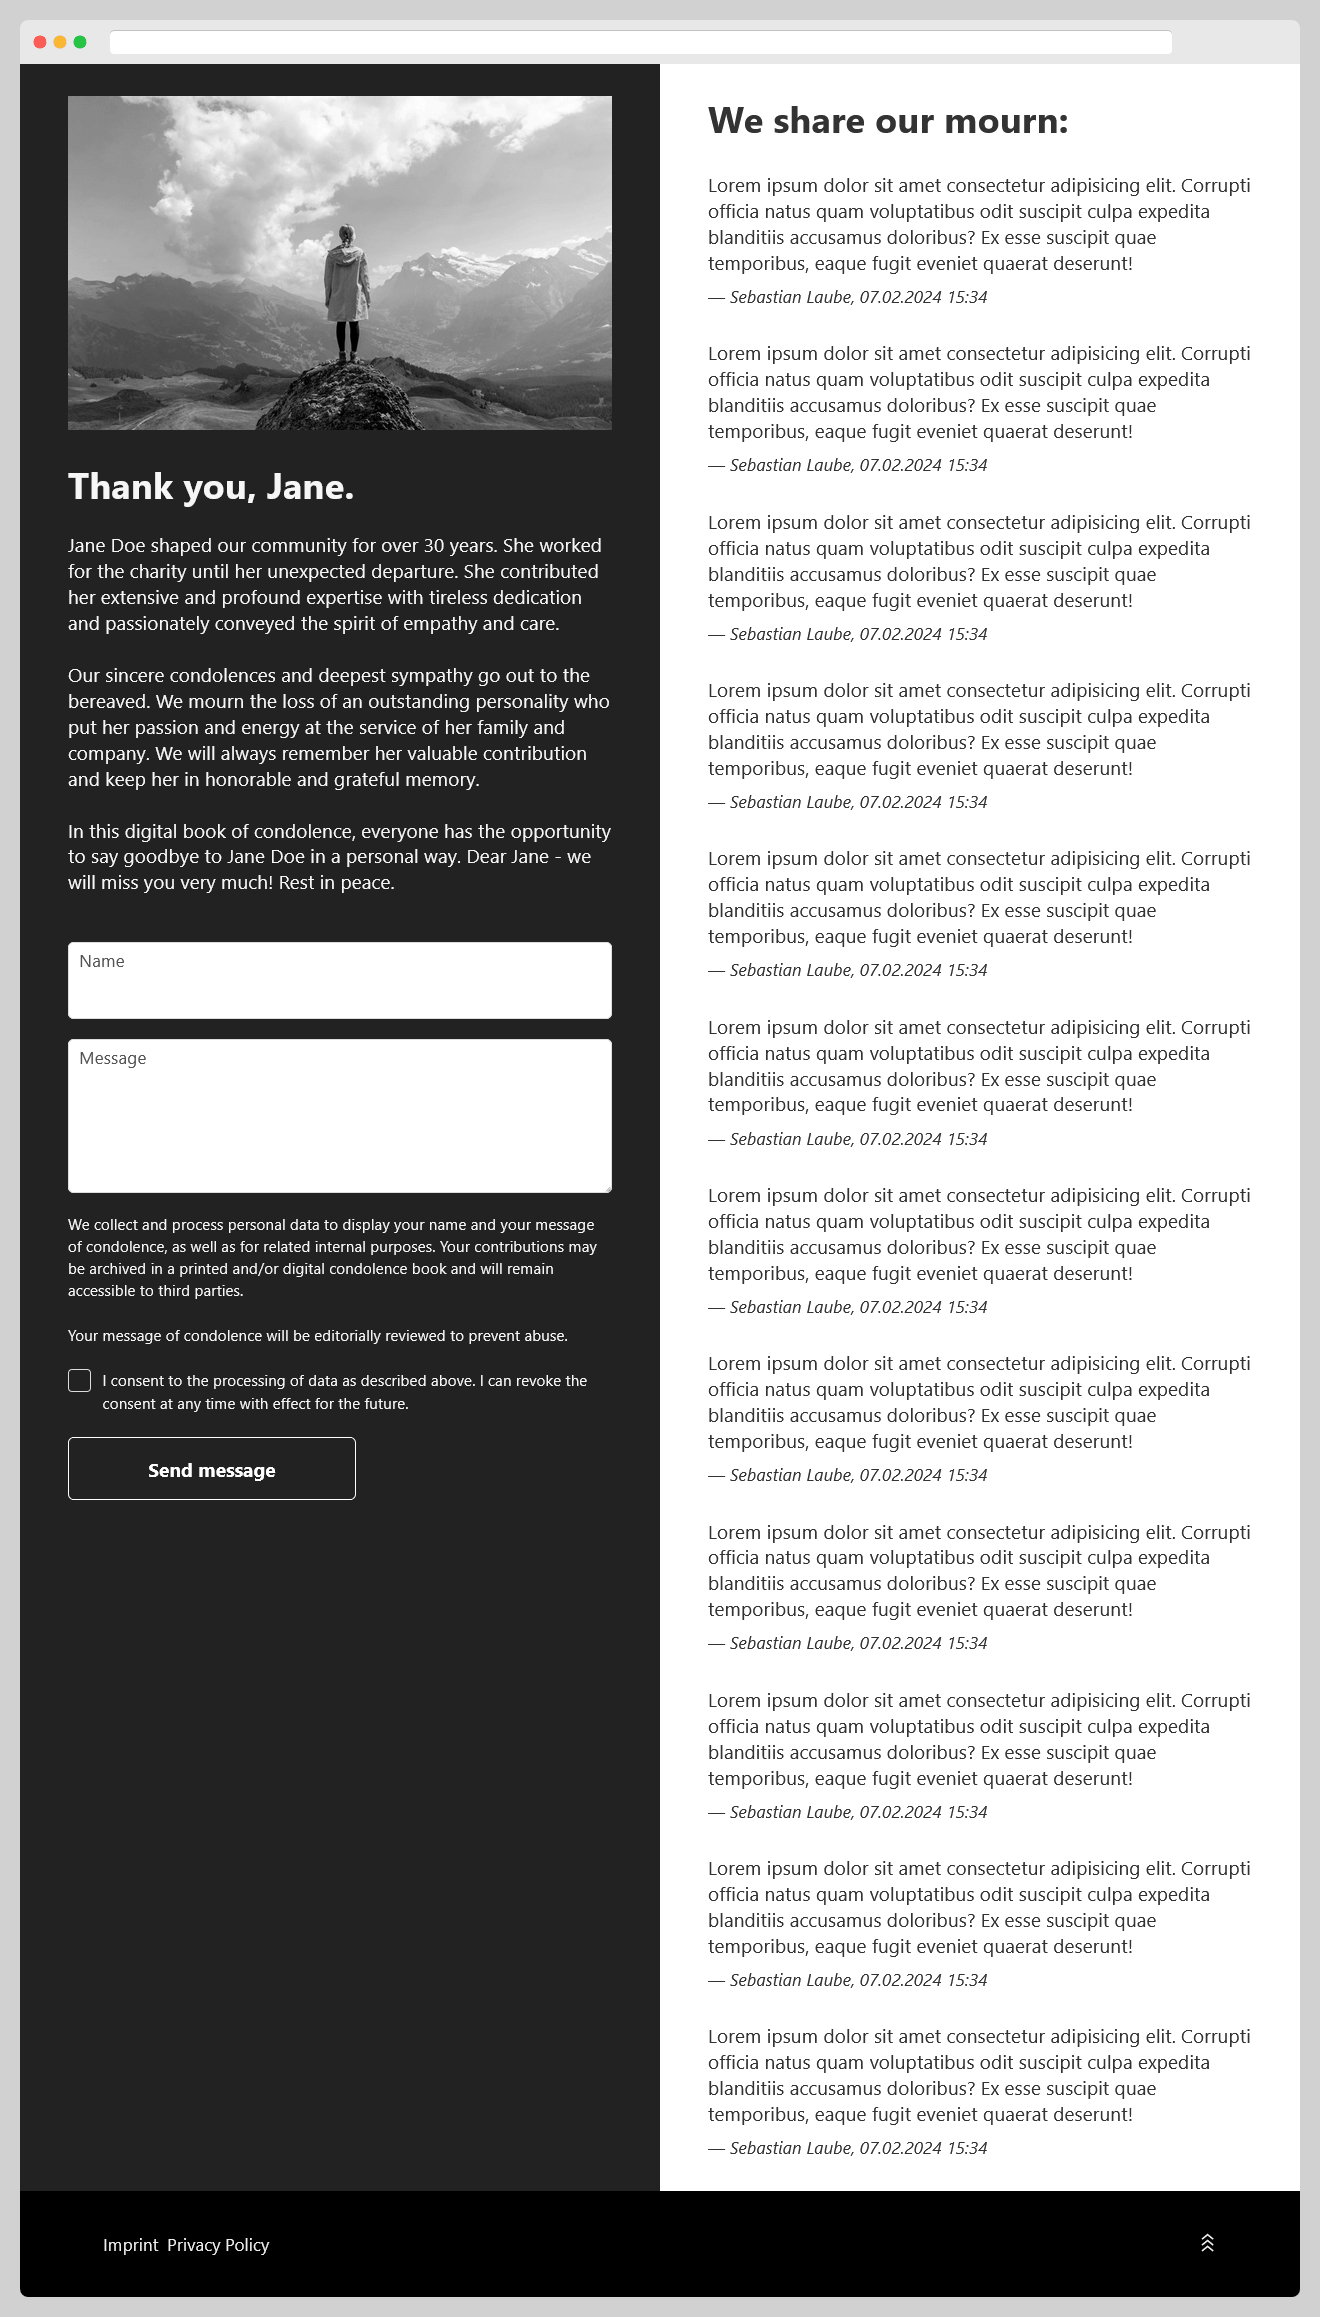 Thank you, Jane.
Jane Doe shaped our community for over 30 years. She worked
for the charity until her unexpected departure. She contributed
her extensive and profound expertise with tireless dedication
and passionately conveyed the spirit of empathy and care.
Our sincere condolences and deepest sympathy go out to the
bereaved. We mourn the loss of an outstanding personality who
put her passion and energy at the service of her family and
company. We will always remember her valuable contribution
and keep her in honorable and grateful memory.
In this digital book of condolence, everyone has the opportunity
to say goodbye to Jane Doe in a personal way. Dear Jane - we
will miss you very much! Rest in peace.
Name
Message
We collect and process personal data to display your name and your message
of condolence, as well as for related internal purposes. Your contributions may
be archived in a printed and/or digital condolence book and will remain
accessible to third parties.
Your message of condolence will be editorially reviewed to prevent abuse.
I consent to the processing of data as described above. I can revoke the
consent at any time with effect for the future.
Send message
We share our mourn:
Lorem ipsum dolor sit amet consectetur adipisicing elit. Corrupti
officia natus quam voluptatibus odit suscipit culpa expedita
blanditiis accusamus doloribus? Ex esse suscipit quae
temporibus, eaque fugit eveniet quaerat deserunt!
— Sebastian Laube, 07.02.2024 15:34
Lorem ipsum dolor sit amet consectetur adipisicing elit. Corrupti
officia natus quam voluptatibus odit suscipit culpa expedita
blanditiis accusamus doloribus? Ex esse suscipit quae
temporibus, eaque fugit eveniet quaerat deserunt!
— Sebastian Laube, 07.02.2024 15:34
Lorem ipsum dolor sit amet consectetur adipisicing elit. Corrupti
officia natus quam voluptatibus odit suscipit culpa expedita
blanditiis accusamus doloribus? Ex esse suscipit quae
temporibus, eaque fugit eveniet quaerat deserunt!
— Sebastian Laube, 07.02.2024 15:34
Lorem ipsum dolor sit amet consectetur adipisicing elit. Corrupti
officia natus quam voluptatibus odit suscipit culpa expedita
blanditiis accusamus doloribus? Ex esse suscipit quae
temporibus, eaque fugit eveniet quaerat deserunt!
— Sebastian Laube, 07.02.2024 15:34
Lorem ipsum dolor sit amet consectetur adipisicing elit. Corrupti
officia natus quam voluptatibus odit suscipit culpa expedita
blanditiis accusamus doloribus? Ex esse suscipit quae
temporibus, eaque fugit eveniet quaerat deserunt!
— Sebastian Laube, 07.02.2024 15:34
Lorem ipsum dolor sit amet consectetur adipisicing elit. Corrupti
officia natus quam voluptatibus odit suscipit culpa expedita
blanditiis accusamus doloribus? Ex esse suscipit quae
temporibus, eaque fugit eveniet quaerat deserunt!
— Sebastian Laube, 07.02.2024 15:34
Lorem ipsum dolor sit amet consectetur adipisicing elit. Corrupti
officia natus quam voluptatibus odit suscipit culpa expedita
blanditiis accusamus doloribus? Ex esse suscipit quae
temporibus, eaque fugit eveniet quaerat deserunt!
— Sebastian Laube, 07.02.2024 15:34
Lorem ipsum dolor sit amet consectetur adipisicing elit. Corrupti
officia natus quam voluptatibus odit suscipit culpa expedita
blanditiis accusamus doloribus? Ex esse suscipit quae
temporibus, eaque fugit eveniet quaerat deserunt!
— Sebastian Laube, 07.02.2024 15:34
Lorem ipsum dolor sit amet consectetur adipisicing elit. Corrupti
officia natus quam voluptatibus odit suscipit culpa expedita
blanditiis accusamus doloribus? Ex esse suscipit quae
temporibus, eaque fugit eveniet quaerat deserunt!
— Sebastian Laube, 07.02.2024 15:34
Lorem ipsum dolor sit amet consectetur adipisicing elit. Corrupti
officia natus quam voluptatibus odit suscipit culpa expedita
blanditiis accusamus doloribus? Ex esse suscipit quae
temporibus, eaque fugit eveniet quaerat deserunt!
— Sebastian Laube, 07.02.2024 15:34
Lorem ipsum dolor sit amet consectetur adipisicing elit. Corrupti
officia natus quam voluptatibus odit suscipit culpa expedita
blanditiis accusamus doloribus? Ex esse suscipit quae
temporibus, eaque fugit eveniet quaerat deserunt!
— Sebastian Laube, 07.02.2024 15:34
Lorem ipsum dolor sit amet consectetur adipisicing elit. Corrupti
officia natus quam voluptatibus odit suscipit culpa expedita
blanditiis accusamus doloribus? Ex esse suscipit quae
temporibus, eaque fugit eveniet quaerat deserunt!
— Sebastian Laube, 07.02.2024 15:34
Imprint Privacy Policy